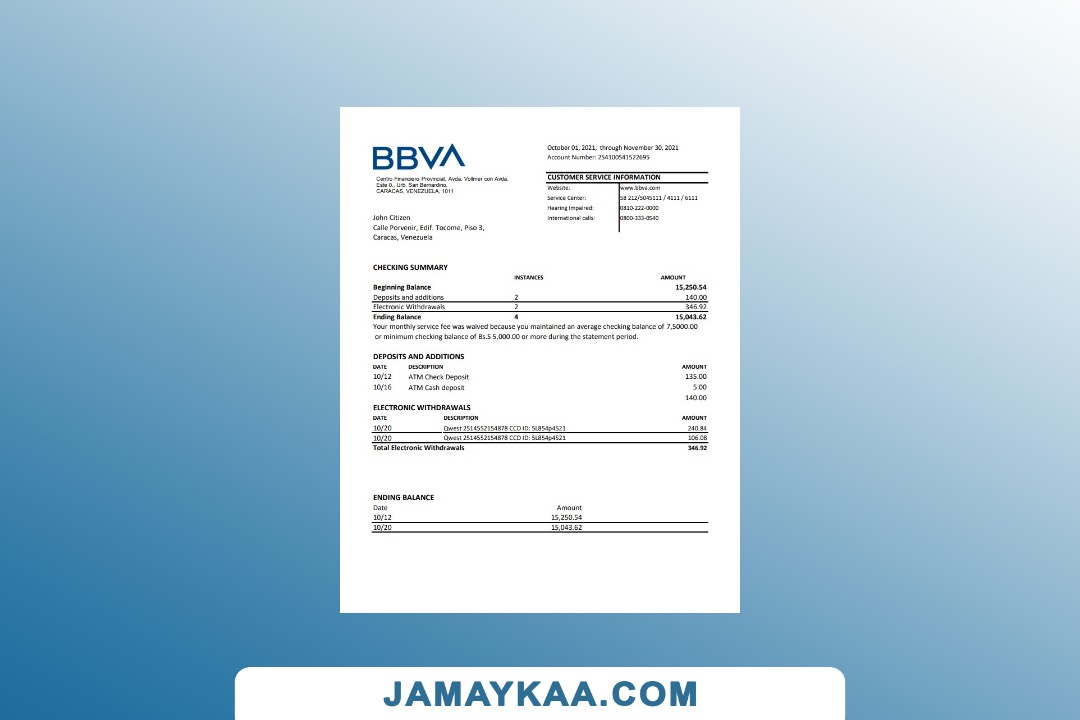 BBVA
Centro Financiero Provincial, Avda. Vollmer con Avda.
Este 0., Urb. San Bernardino,
CARACAS, VENEZUELA, 1011
October 01, 2021, through November 30, 2021
Account Number: 254100541522695
CUSTOMER SERVICE INFORMATION
Website: www.bbva.com
Service Center: 58 212/5045111 / 4111 / 6111
Hearing Impaired: 0810-222-0000
International calls: 0800-333-0540
John Citizen
Calle Porvenir, Edif. Tocome, Piso 3,
Caracas, Venezuela
CHECKING SUMMARY
INSTANCES AMOUNT
Beginning Balance 15,250.54
Deposits and additions 2 140.00
Electronic Withdrawals 2 346.92
Ending Balance 4 15,043.62
Your monthly service fee was waived because you maintained an average checking balance of 7,5000.00
or minimum checking balance of Bs.S 5,000.00 or more during the statement period.
DEPOSITS AND ADDITIONS
DATE DESCRIPTION AMOUNT
10/12 ATM Check Deposit 135.00
10/16 ATM Cash deposit 5.00
140.00
ELECTRONIC WITHDRAWALS
DATE DESCRIPTION AMOUNT
10/20 Qwest 2514552154878 CCD ID: 5L854p4521 240.84
10/20 Qwest 2514552154878 CCD ID: 5L854p4521 106.08
Total Electronic Withdrawals 346.92
ENDING BALANCE
Date Amount
10/12 15,250.54
10/20 15,043.62
JAMAYKAA.COM